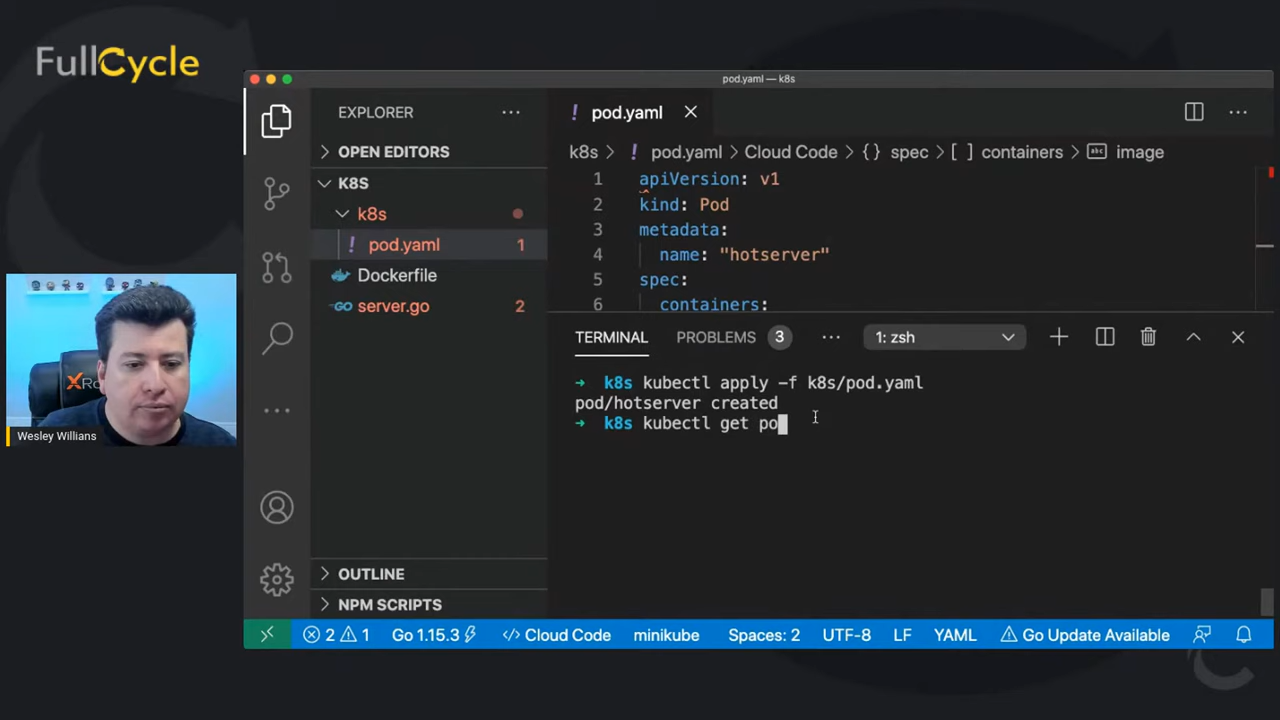 FullCycle
pod.yaml — k8s
EXPLORER
OPEN EDITORS
K8S
k8s
pod.yaml 1
Dockerfile
server.go 2
OUTLINE
NPM SCRIPTS
pod.yaml
k8s > pod.yaml > Cloud Code > {} spec > [ ] containers > abc image
1 apiVersion: v1
2 kind: Pod
3 metadata:
4 name: "hotserver"
5 spec:
6 containers:
TERMINAL PROBLEMS 3 ... 1: zsh
→ k8s kubectl apply -f k8s/pod.yaml
pod/hotserver created
→ k8s kubectl get po
Wesley Willians
2 1 Go 1.15.3 </> Cloud Code minikube Spaces: 2 UTF-8 LF YAML Go Update Available